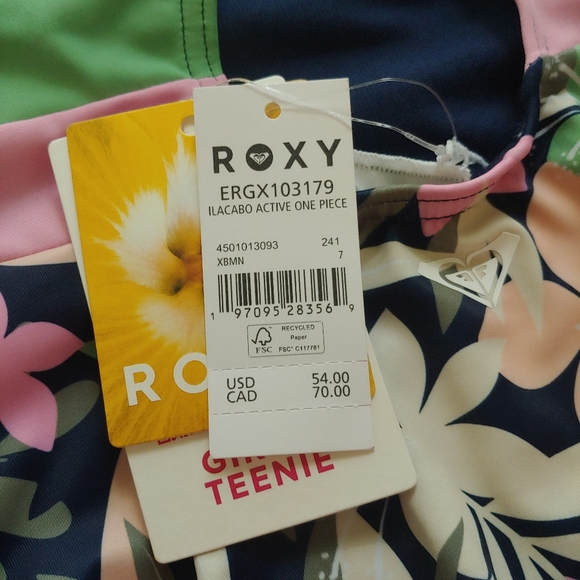 ROXY
ERGX103179
ILACABO ACTIVE ONE PIECE
4501013093 241
XBMN 7
1 97095 28356 9
FSC
RECYCLED
Paper
FSC® C117781
USD 54.00
CAD 70.00
RO
TEENIE